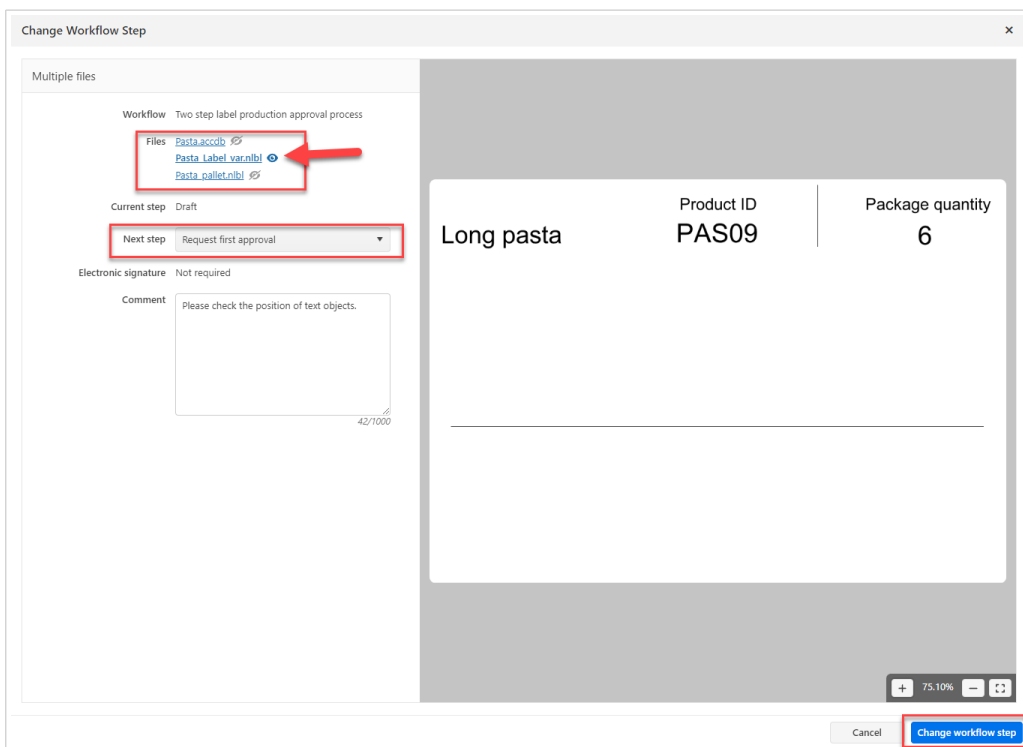 Change Workflow Step
Multiple files
Workflow Two step label production approval process
Files Pasta.accdb
Pasta_Label_var.nlbl
Pasta_pallet.nlbl
Current step Draft
Next step Request first approval
Electronic signature Not required
Comment Please check the position of text objects.
42/1000
Product ID Package quantity
Long pasta PAS09 6
75.10%
Cancel Change workflow step